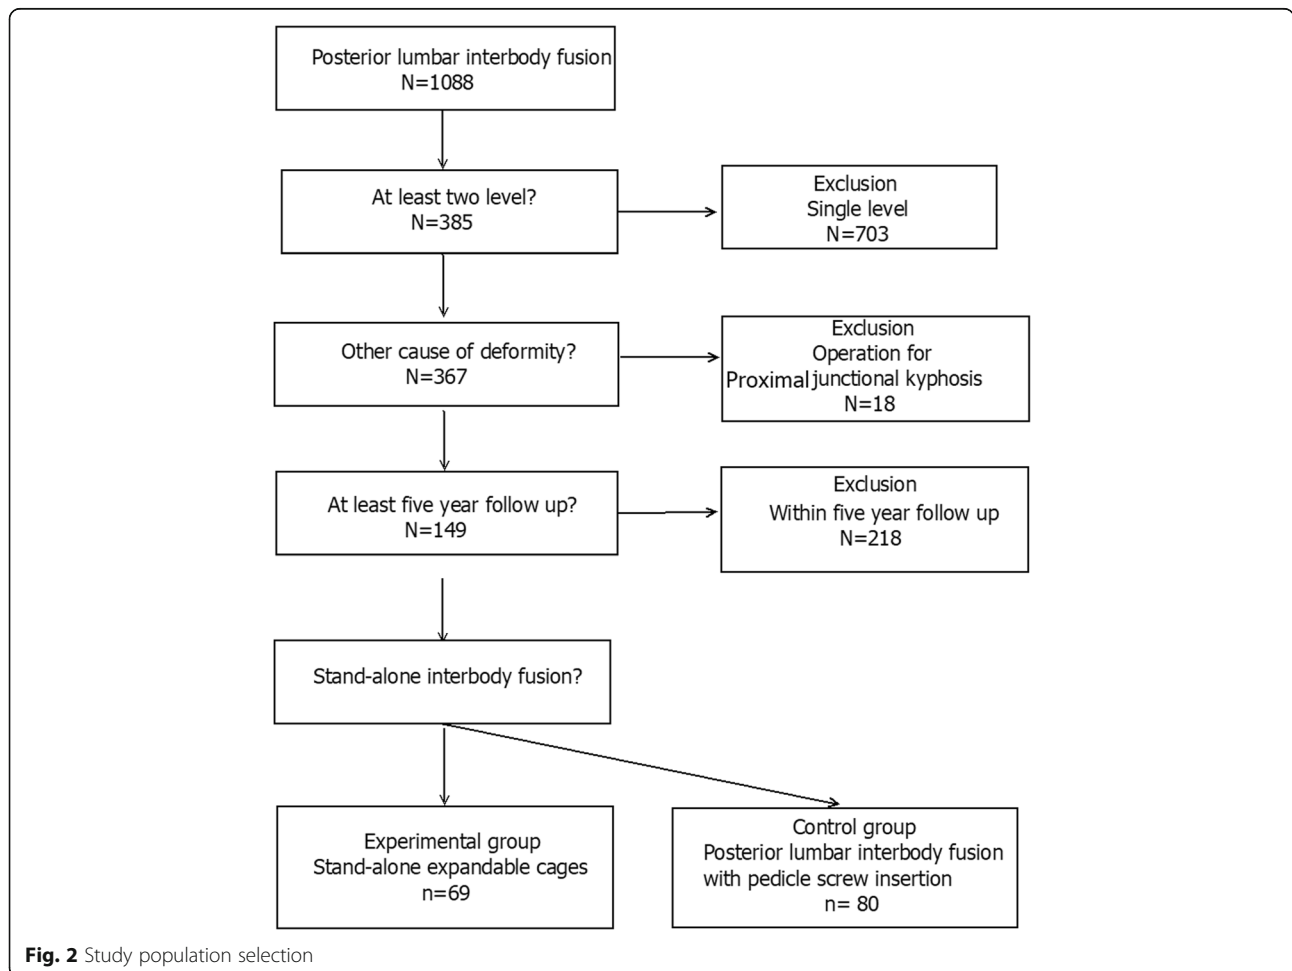 Posterior lumbar interbody fusion
N=1088
At least two level?
N=385
Exclusion
Single level
N=703
Other cause of deformity?
N=367
Exclusion
Operation for
Proximal junctional kyphosis
N=18
At least five year follow up?
N=149
Exclusion
Within five year follow up
N=218
Stand-alone interbody fusion?
Experimental group
Stand-alone expandable cages
n=69
Control group
Posterior lumbar interbody fusion
with pedicle screw insertion
n= 80
Fig. 2 Study population selection